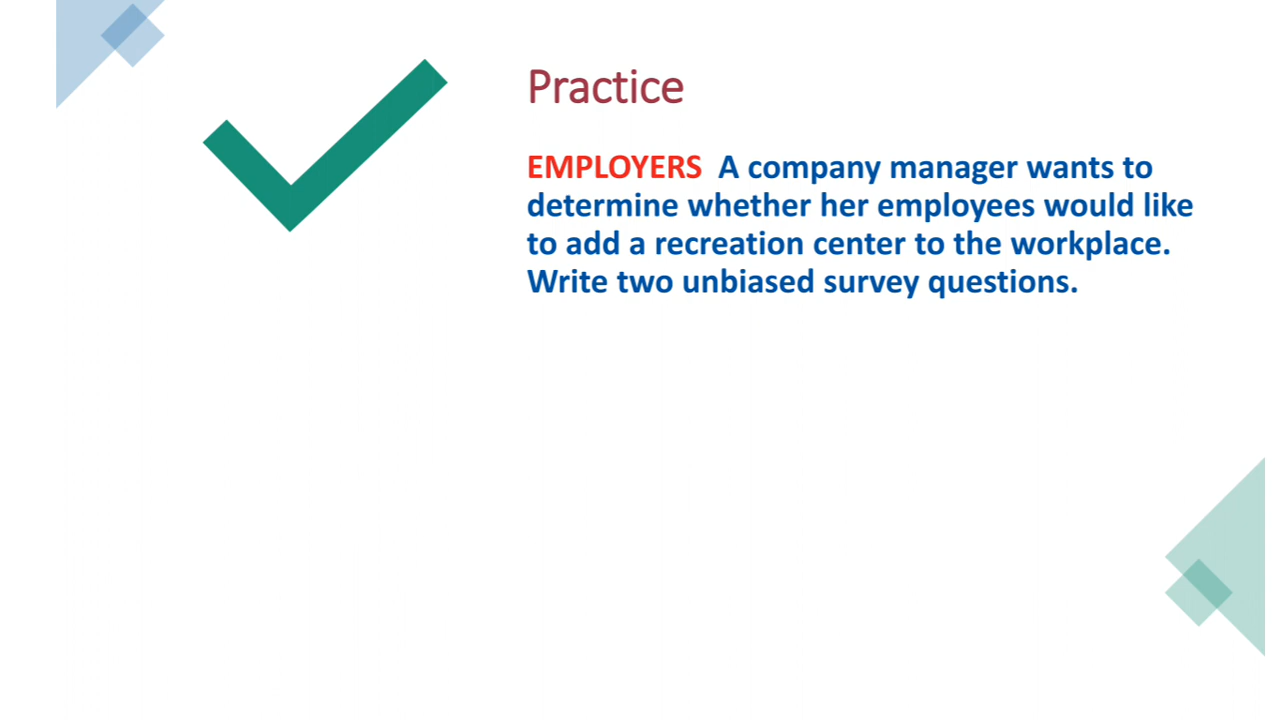 Practice
EMPLOYERS A company manager wants to
determine whether her employees would like
to add a recreation center to the workplace.
Write two unbiased survey questions.